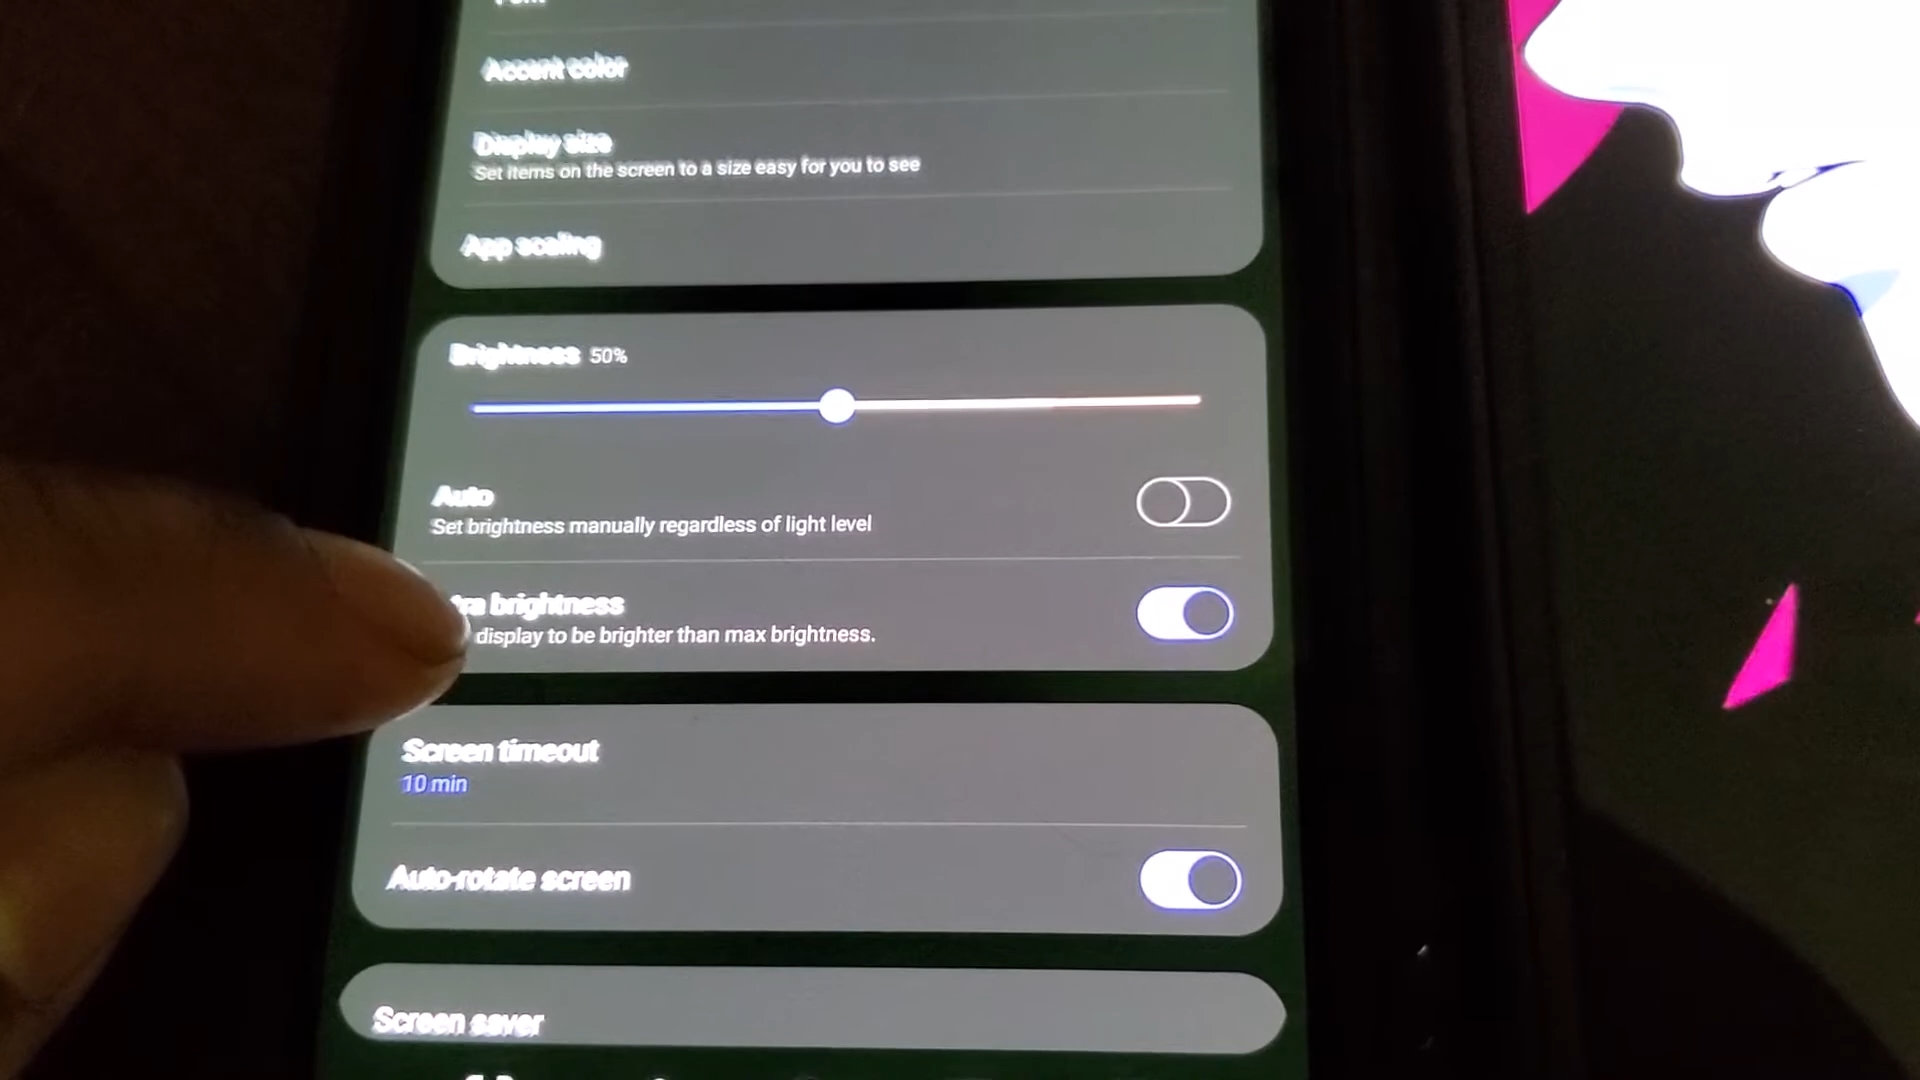 Accent color
Display size
Set items on the screen to a size easy for you to see
App scaling
Brightness 50%
Auto
Set brightness manually regardless of light level
brightness
display to be brighter than max brightness.
Screen timeout
10 min
Auto-rotate screen
Screen saver